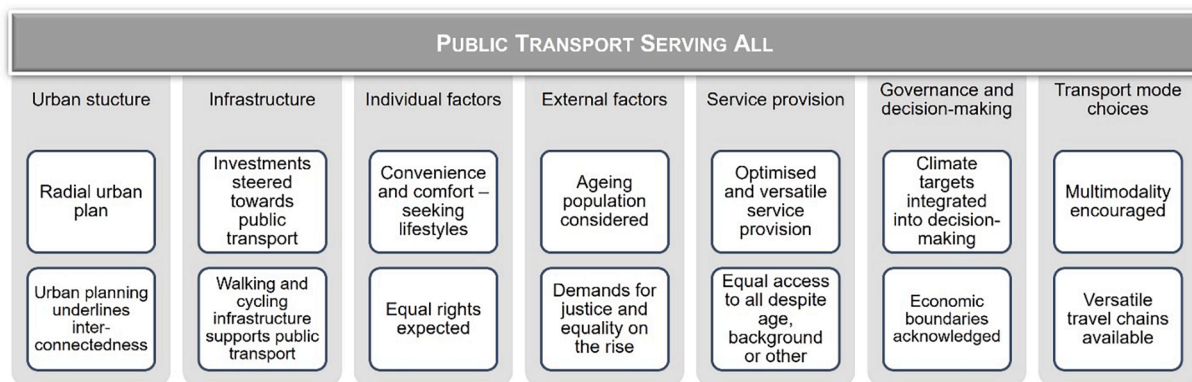 PUBLIC TRANSPORT SERVING ALL
Urban stucture
Radial urban
plan
Urban planning
underlines
inter-
connectedness
Infrastructure
Investments
steered
towards
public
transport
Walking and
cycling
infrastructure
supports public
transport
Individual factors
Convenience
and comfort –
seeking
lifestyles
Equal rights
expected
External factors
Ageing
population
considered
Demands for
justice and
equality on
the rise
Service provision
Optimised
and versatile
service
provision
Equal access
to all despite
age,
background
or other
Governance and
decision-making
Climate
targets
integrated
into decision-
making
Economic
boundaries
acknowledged
Transport mode
choices
Multimodality
encouraged
Versatile
travel chains
available